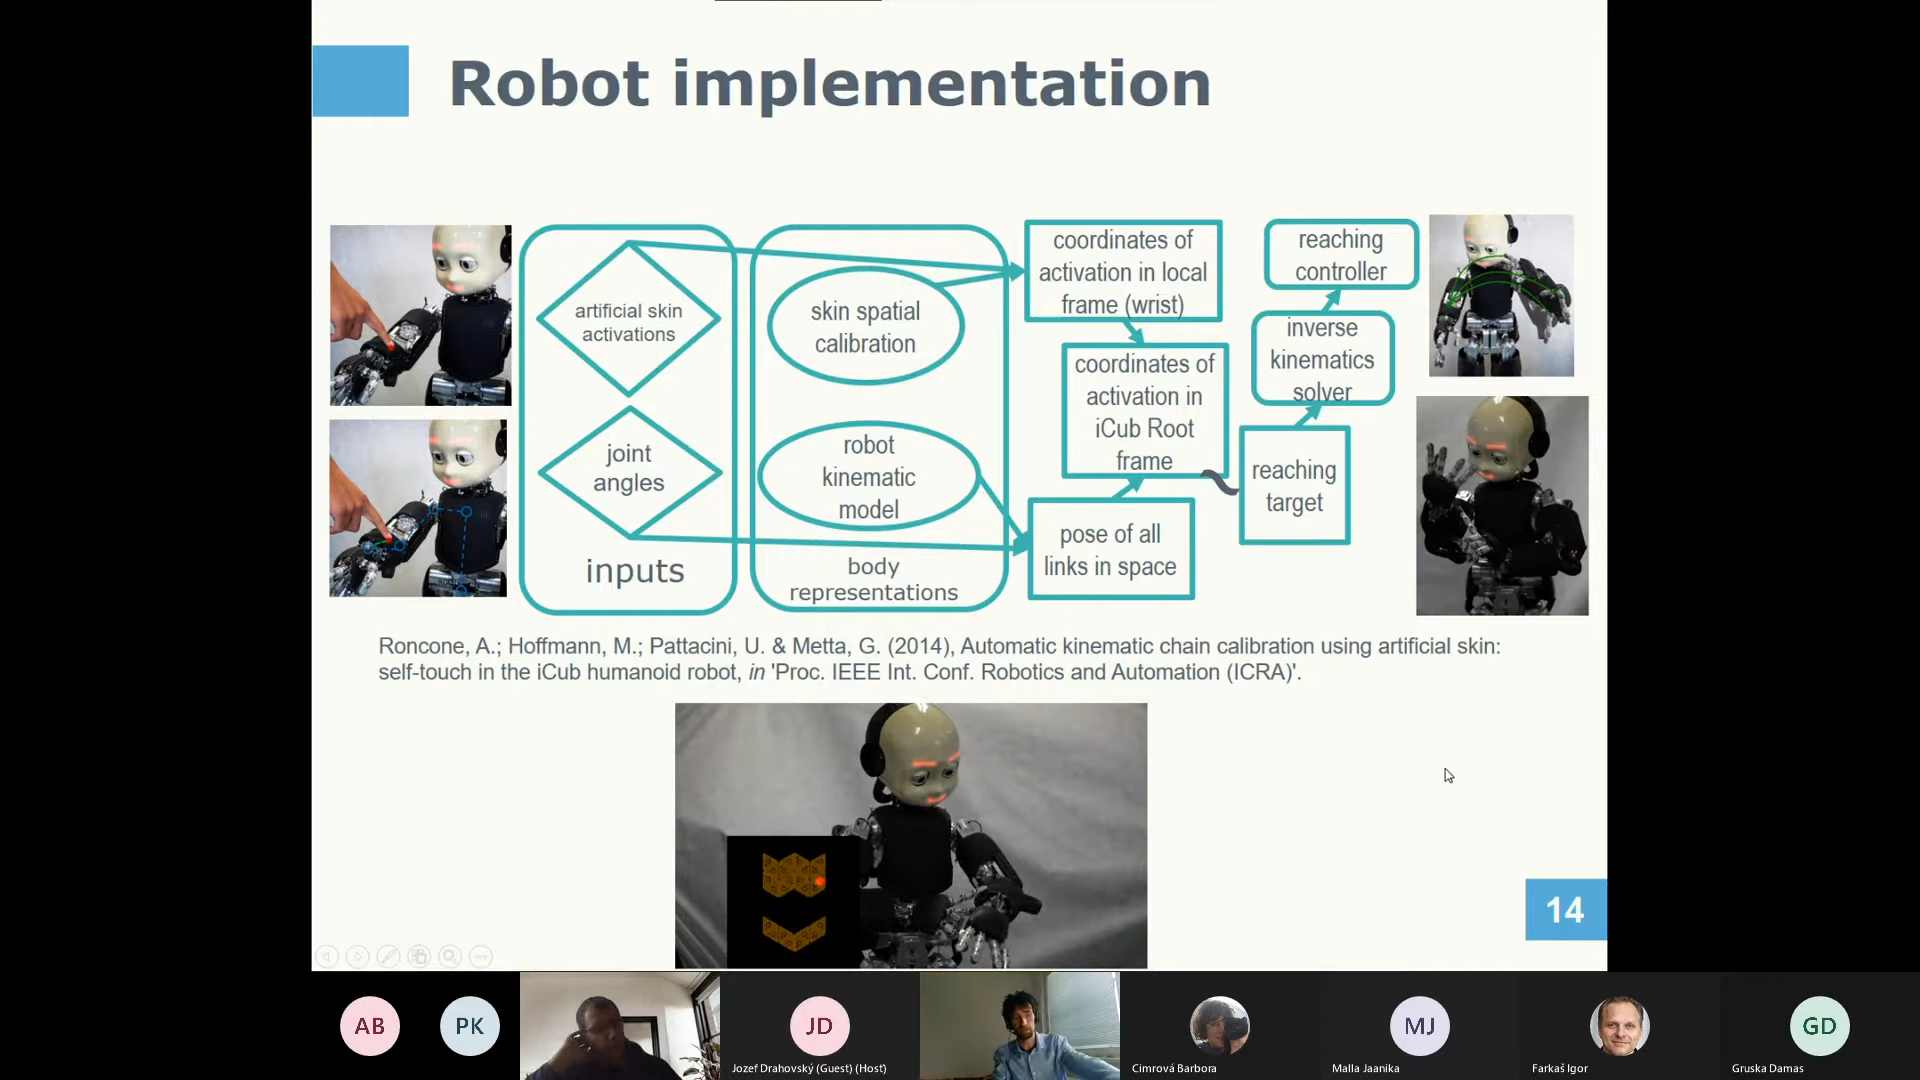 Robot implementation
artificial skin
activations
joint
angles
inputs
skin spatial
calibration
robot
kinematic
model
body
representations
coordinates of
activation in local
frame (wrist)
coordinates of
activation in
iCub Root
frame
pose of all
links in space
reaching
target
inverse
kinematics
solver
reaching
controller
Roncone, A.; Hoffmann, M.; Pattacini, U. & Metta, G. (2014), Automatic kinematic chain calibration using artificial skin:
self-touch in the iCub humanoid robot, in 'Proc. IEEE Int. Conf. Robotics and Automation (ICRA)'.
14
AB
PK
JD
Jozef Drahovský (Guest) (Host)
Cimrová Barbora
MJ
Malla Jaanika
Farkaš Igor
GD
Gruska Damas